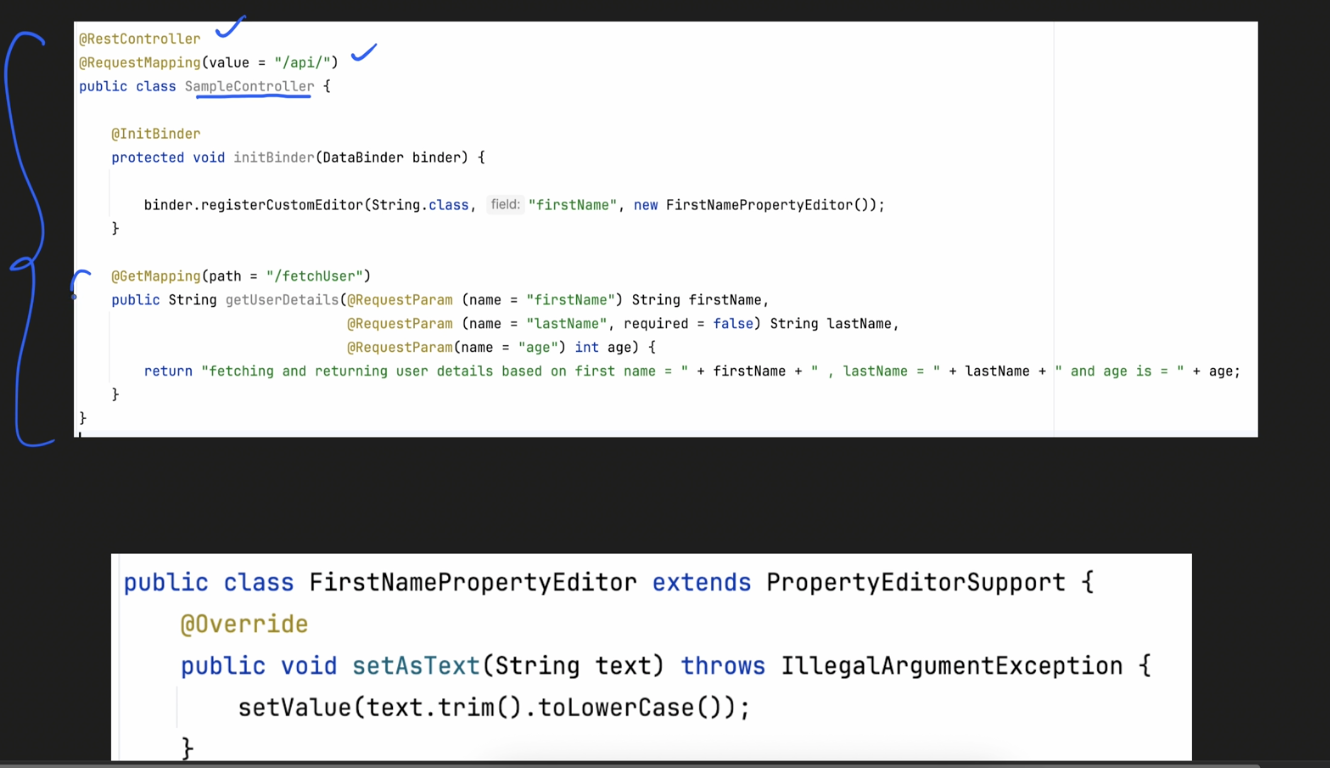 @RestController
@RequestMapping(value = "/api/")
public class SampleController {
@InitBinder
protected void initBinder(DataBinder binder) {
binder.registerCustomEditor(String.class, field: "firstName", new FirstNamePropertyEditor());
}
@GetMapping(path = "/fetchUser")
public String getUserDetails(@RequestParam (name = "firstName") String firstName,
@RequestParam (name = "lastName", required = false) String lastName,
@RequestParam(name = "age") int age) {
return "fetching and returning user details based on first name = " + firstName + " , lastName = " + lastName + " and age is = " + age;
}
}
public class FirstNamePropertyEditor extends PropertyEditorSupport {
@Override
public void setAsText(String text) throws IllegalArgumentException {
setValue(text.trim().toLowerCase());
}